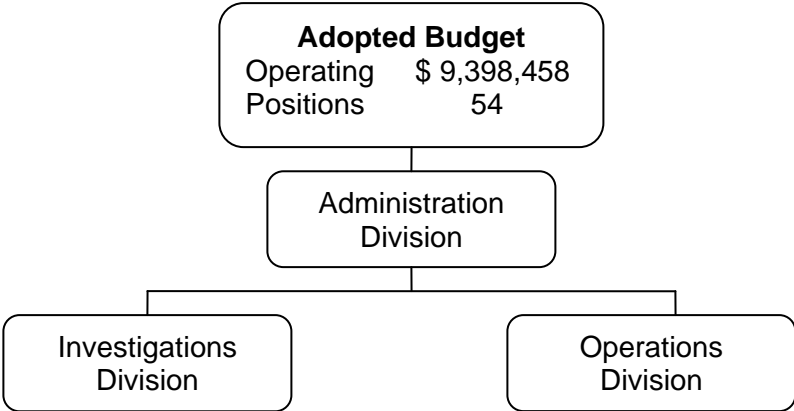 Adopted Budget
Operating $ 9,398,458
Positions 54
Administration
Division
Investigations
Division
Operations
Division